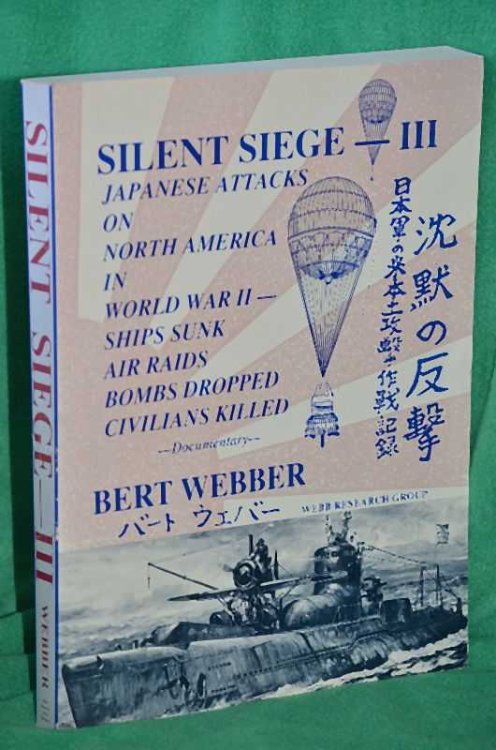 SILENT SIEGE — III
JAPANESE ATTACKS
ON
NORTH AMERICA
IN
WORLD WAR II —
SHIPS SUNK
AIR RAIDS
BOMBS DROPPED
CIVILIANS KILLED
—Documentary—
沈黙の反撃
日本軍の米本土攻撃作戦記録
BERT WEBBER
バート ウェバー
WEBB RESEARCH GROUP
SILENT SIEGE—III
WEBBER